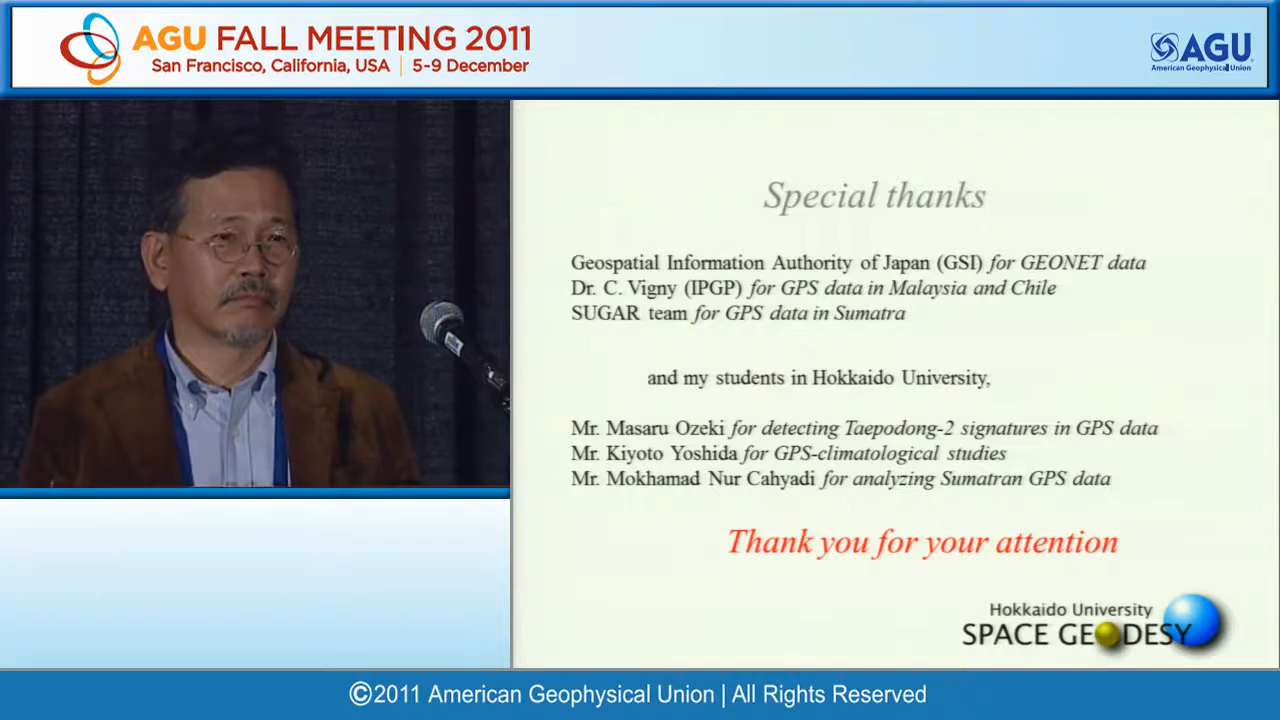 AGU FALL MEETING 2011
San Francisco, California, USA | 5-9 December
AGU
American Geophysical Union
Special thanks
Geospatial Information Authority of Japan (GSI) for GEONET data
Dr. C. Vigny (IPGP) for GPS data in Malaysia and Chile
SUGAR team for GPS data in Sumatra
and my students in Hokkaido University,
Mr. Masaru Ozeki for detecting Taepodong-2 signatures in GPS data
Mr. Kiyoto Yoshida for GPS-climatological studies
Mr. Mokhamad Nur Cahyadi for analyzing Sumatran GPS data
Thank you for your attention
Hokkaido University
SPACE GEODESY
©2011 American Geophysical Union | All Rights Reserved